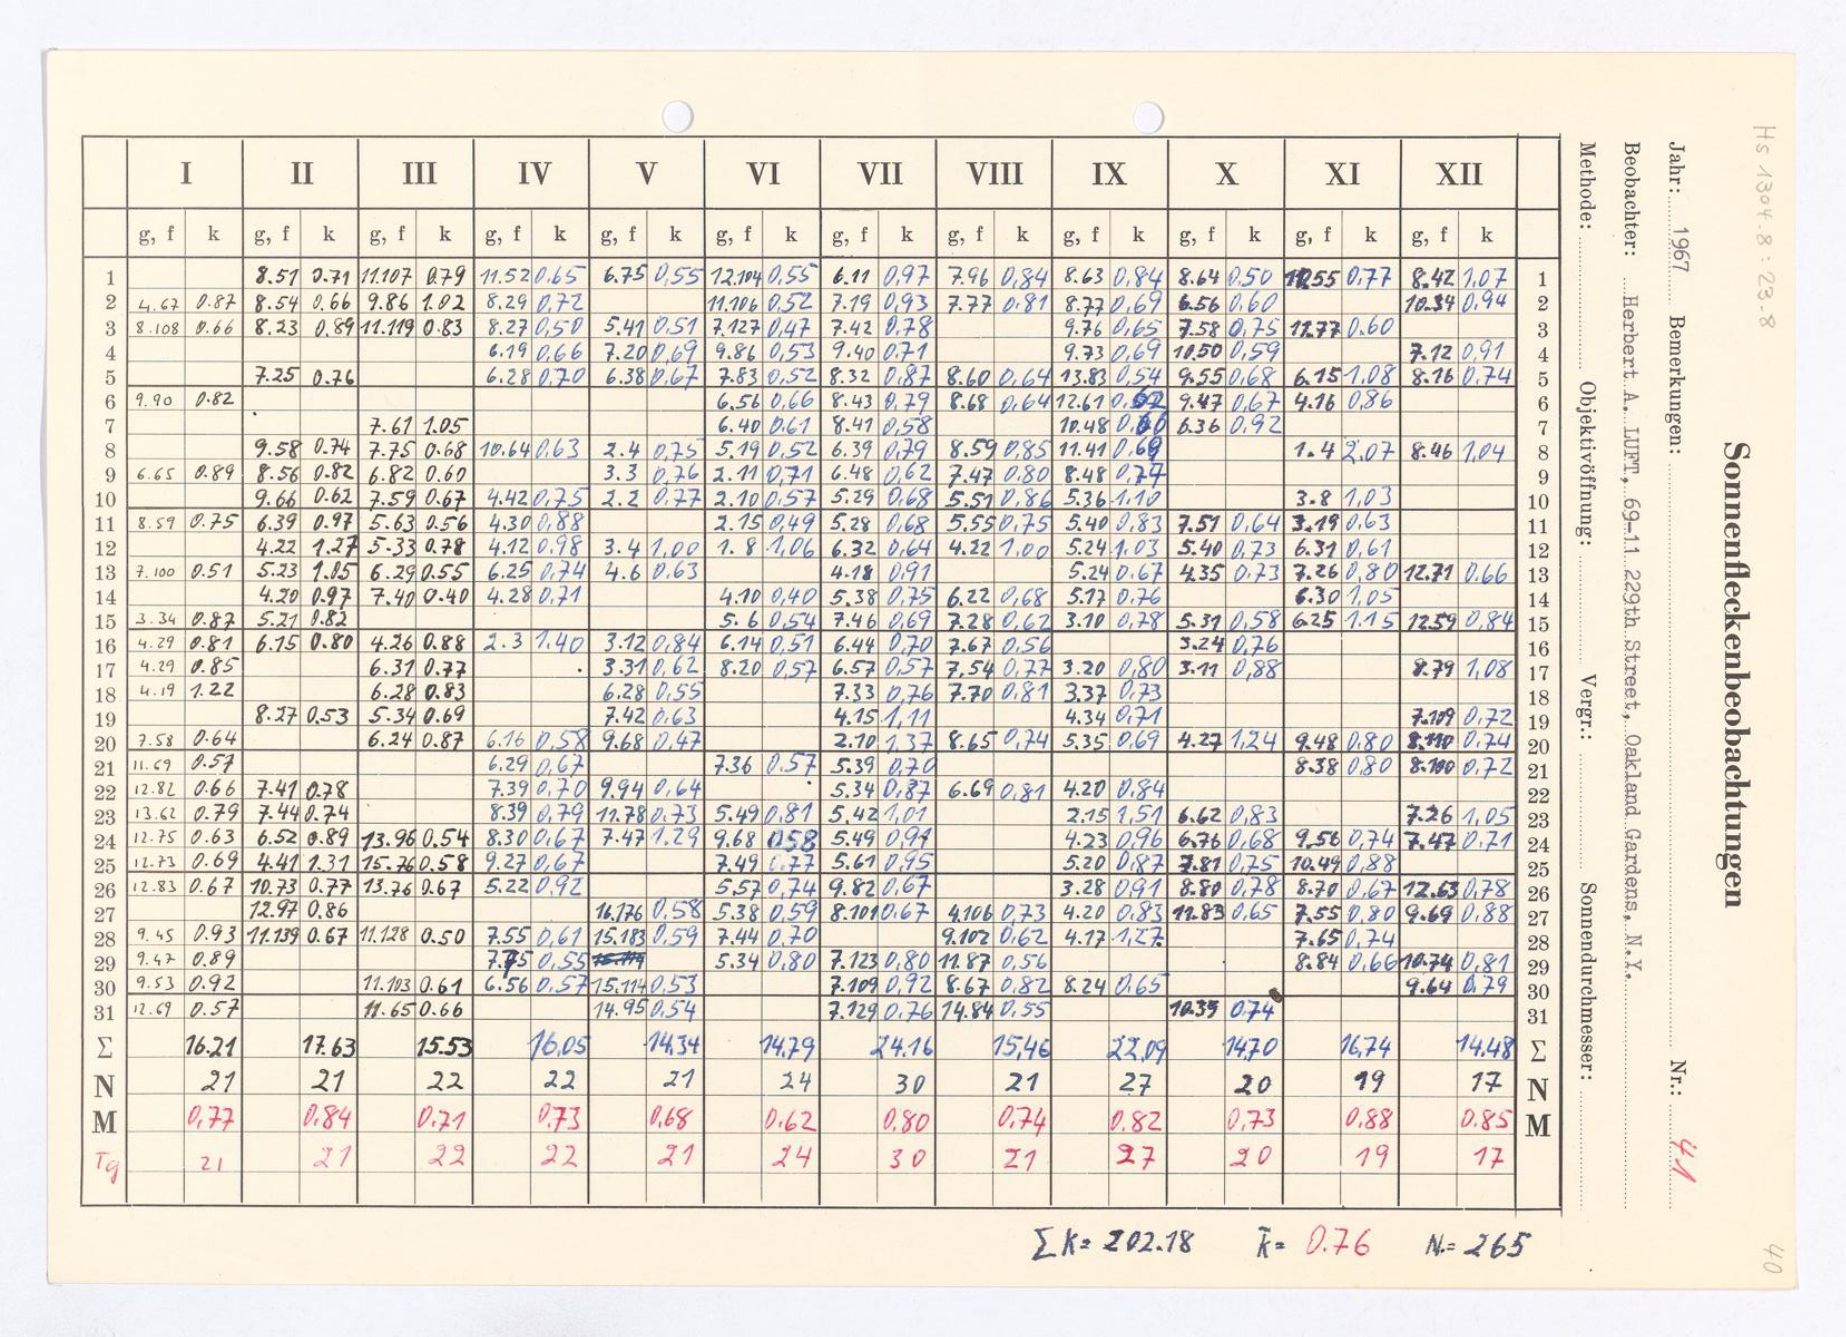 I II III IV V VI VII VIII IX X XI XII
g, f k g, f k g, f k g, f k g, f k g, f k g, f k g, f k g, f k g, f k g, f k g, f k
1 8.51 0.71 11.107 0.79 11.52 0,65 6.75 0,55 12.104 0,55 6.11 0,97 7.96 0,84 8.63 0,84 8.64 0,50 12.55 0,77 8.42 1,07 1
2 4.67 0.87 8.54 0.66 9.86 1.02 8.29 0,72 11.106 0,52 7.19 0,93 7.77 0,81 8.77 0,69 6.56 0,60 10.34 0,94 2
3 8.108 0.66 8.23 0.89 11.119 0.83 8.27 0,50 5.41 0,51 7.127 0,47 7.42 0,78 9.76 0,65 7.58 0,75 11.77 0.60 3
4 6.19 0,66 7.20 0,69 9.86 0,53 9.40 0.71 9.73 0,69 10,50 0,59 7.12 0,91 4
5 7.25 0.76 6.28 0,70 6.38 0,67 7.83 0,52 8.32 0,87 8.60 0,64 13.83 0,54 9.55 0,68 6.15 1,08 8.16 0,74 5
6 9.90 0.82 6.56 0,66 8.43 0,79 8.68 0,64 12.61 0,62 9.47 0,67 4.16 0,86 6
7 7.61 1.05 6.40 0.61 8.41 0,58 10.48 0,60 6.36 0,92 7
8 9.58 0.74 7.75 0.68 10.64 0,63 2.4 0,75 5.19 0,52 6.39 0,79 8.59 0,85 11.41 0,69 1.4 2,07 8.46 1,04 8
9 6.65 0.89 8.56 0.82 6.82 0.60 3.3 0,76 2.11 0,71 6.48 0,62 7.47 0,80 8.48 0,77 9
10 9.66 0.62 7.59 0.67 4.42 0,75 2.2 0,77 2.10 0,57 5.29 0,68 5.51 0,86 5.36 1.10 3.8 1,03 10
11 8.59 0.75 6.39 0.97 5.63 0.56 4.30 0,88 2.15 0,49 5.28 0,68 5.55 0,75 5.40 0,83 7.51 0,64 3.19 0,63 11
12 4.22 1.27 5.33 0.78 4.12 0.98 3.4 1,00 1.8 1,06 6.32 0,64 4.22 1,00 5.24 1.03 5.40 0,73 6.31 0,61 12
13 7.100 0.51 5.23 1.05 6.29 0.55 6.25 0,74 4.6 0,63 4.18 0,91 5.24 0.67 4.35 0,73 7.26 0,80 12.71 0.66 13
14 4.20 0.97 7.40 0.40 4.28 0,71 4.10 0,40 5.38 0,75 6.22 0,68 5.17 0,76 6.30 1,05 14
15 3.34 0.87 5.21 0.82 5.6 0,54 7.46 0,69 7.28 0,62 3.10 0,78 5.31 0,58 6.25 1.15 12.59 0,84 15
16 4.29 0.81 6.15 0.80 4.26 0.88 2.3 1,40 3.12 0,84 6.14 0,51 6.44 0,70 7.67 0,56 3.24 0,76 16
17 4.29 0.85 6.31 0.77 3.31 0,62 8.20 0,57 6.57 0,57 7,54 0,77 3.20 0,80 3.11 0,88 8.79 1,08 17
18 4.19 1.22 6.28 0.83 6.28 0,55 7.33 0,76 7.70 0,81 3.37 0,73 18
19 8.27 0.53 5.34 0.69 7.42 0.63 4.15 1,11 4.34 0,71 7.109 0,72 19
20 7.58 0.64 6.24 0.87 6.16 0,58 9.68 0,47 2.10 1,37 8.65 0,74 5.35 0,69 4.27 1,24 9.48 0,80 8.110 0,74 20
21 11.69 0.57 6.29 0,67 7.36 0,57 5.39 0,70 8.38 0,80 8.100 0,72 21
22 12.82 0.66 7.41 0.78 7.39 0,70 9.94 0,64 5.34 0,87 6.69 0,81 4.20 0,84 22
23 13.62 0.79 7.44 0.74 8.39 0,79 11.78 0.73 5.49 0,81 5.42 1,01 2.15 1,51 6.62 0,83 7.26 1,05 23
24 12.75 0.63 6.52 0.89 13.96 0.54 8.30 0,67 7.47 1.29 9.68 0,58 5.49 0,94 4.23 0,96 6.76 0,68 9,56 0,74 7.47 0.71 24
25 12.73 0.69 4.41 1.31 15.76 0.58 9.27 0,67 7.49 0,77 5.61 0,95 5.20 0,87 7.81 0,75 10.49 0,88 25
26 12.83 0.67 10.73 0.77 13.76 0.67 5.22 0,92 5.57 0,74 9.82 0,67 3.28 0,91 8.80 0,78 8.70 0,67 12.63 0,78 26
27 12.97 0.86 16.176 0,58 5.38 0,59 8.101 0.67 4.106 0,73 4.20 0,83 11.83 0,65 7.55 0,80 9.69 0,88 27
28 9.45 0.93 11.139 0.67 11.128 0.50 7.55 0,61 15.183 0,59 7.44 0,70 9.102 0,62 4.17 1,27 7.65 0,74 28
29 9.47 0.89 7.75 0,55 5.34 0,80 7.123 0,80 11.87 0,56 8.84 0,66 10.74 0,81 29
30 9.53 0.92 11.103 0.61 6.56 0,57 15.114 0,53 7.109 0,92 8.67 0,82 8.24 0.65 9.64 0.79 30
31 12.69 0.57 11.65 0.66 14.95 0,54 7.129 0,76 14.84 0,55 10.35 0,74 31
Σ 16.21 17.63 15.53 16,05 14,34 14,79 24.16 15,46 22,09 14,70 16,74 14.48 Σ
N 21 21 22 22 21 24 30 21 27 20 19 17 N
M 0,77 0.84 0,71 0.73 0,68 0,62 0,80 0,74 0,82 0,73 0,88 0.85 M
Tg 21 21 22 22 21 24 30 21 27 20 19 17
ΣK= 202.18 k̄= 0.76 N.= 265
Sonnenfleckenbeobachtungen
Jahr: 1967 Bemerkungen: Nr.: 41
Beobachter: Herbert A. LUFT, 69-11 229th Street, Oakland Gardens, N.Y.
Methode: Objektivöffnung: Vergr.: Sonnendurchmesser:
Hs 1304.8:23.8
40